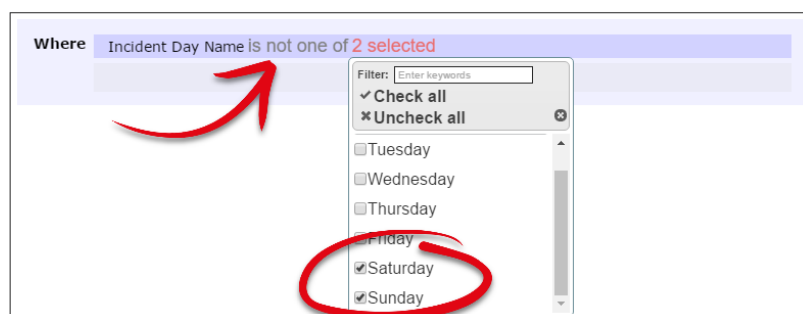 Where Incident Day Name is not one of 2 selected
Filter: Enter keywords
Check all
Uncheck all
Tuesday
Wednesday
Thursday
Friday
Saturday
Sunday